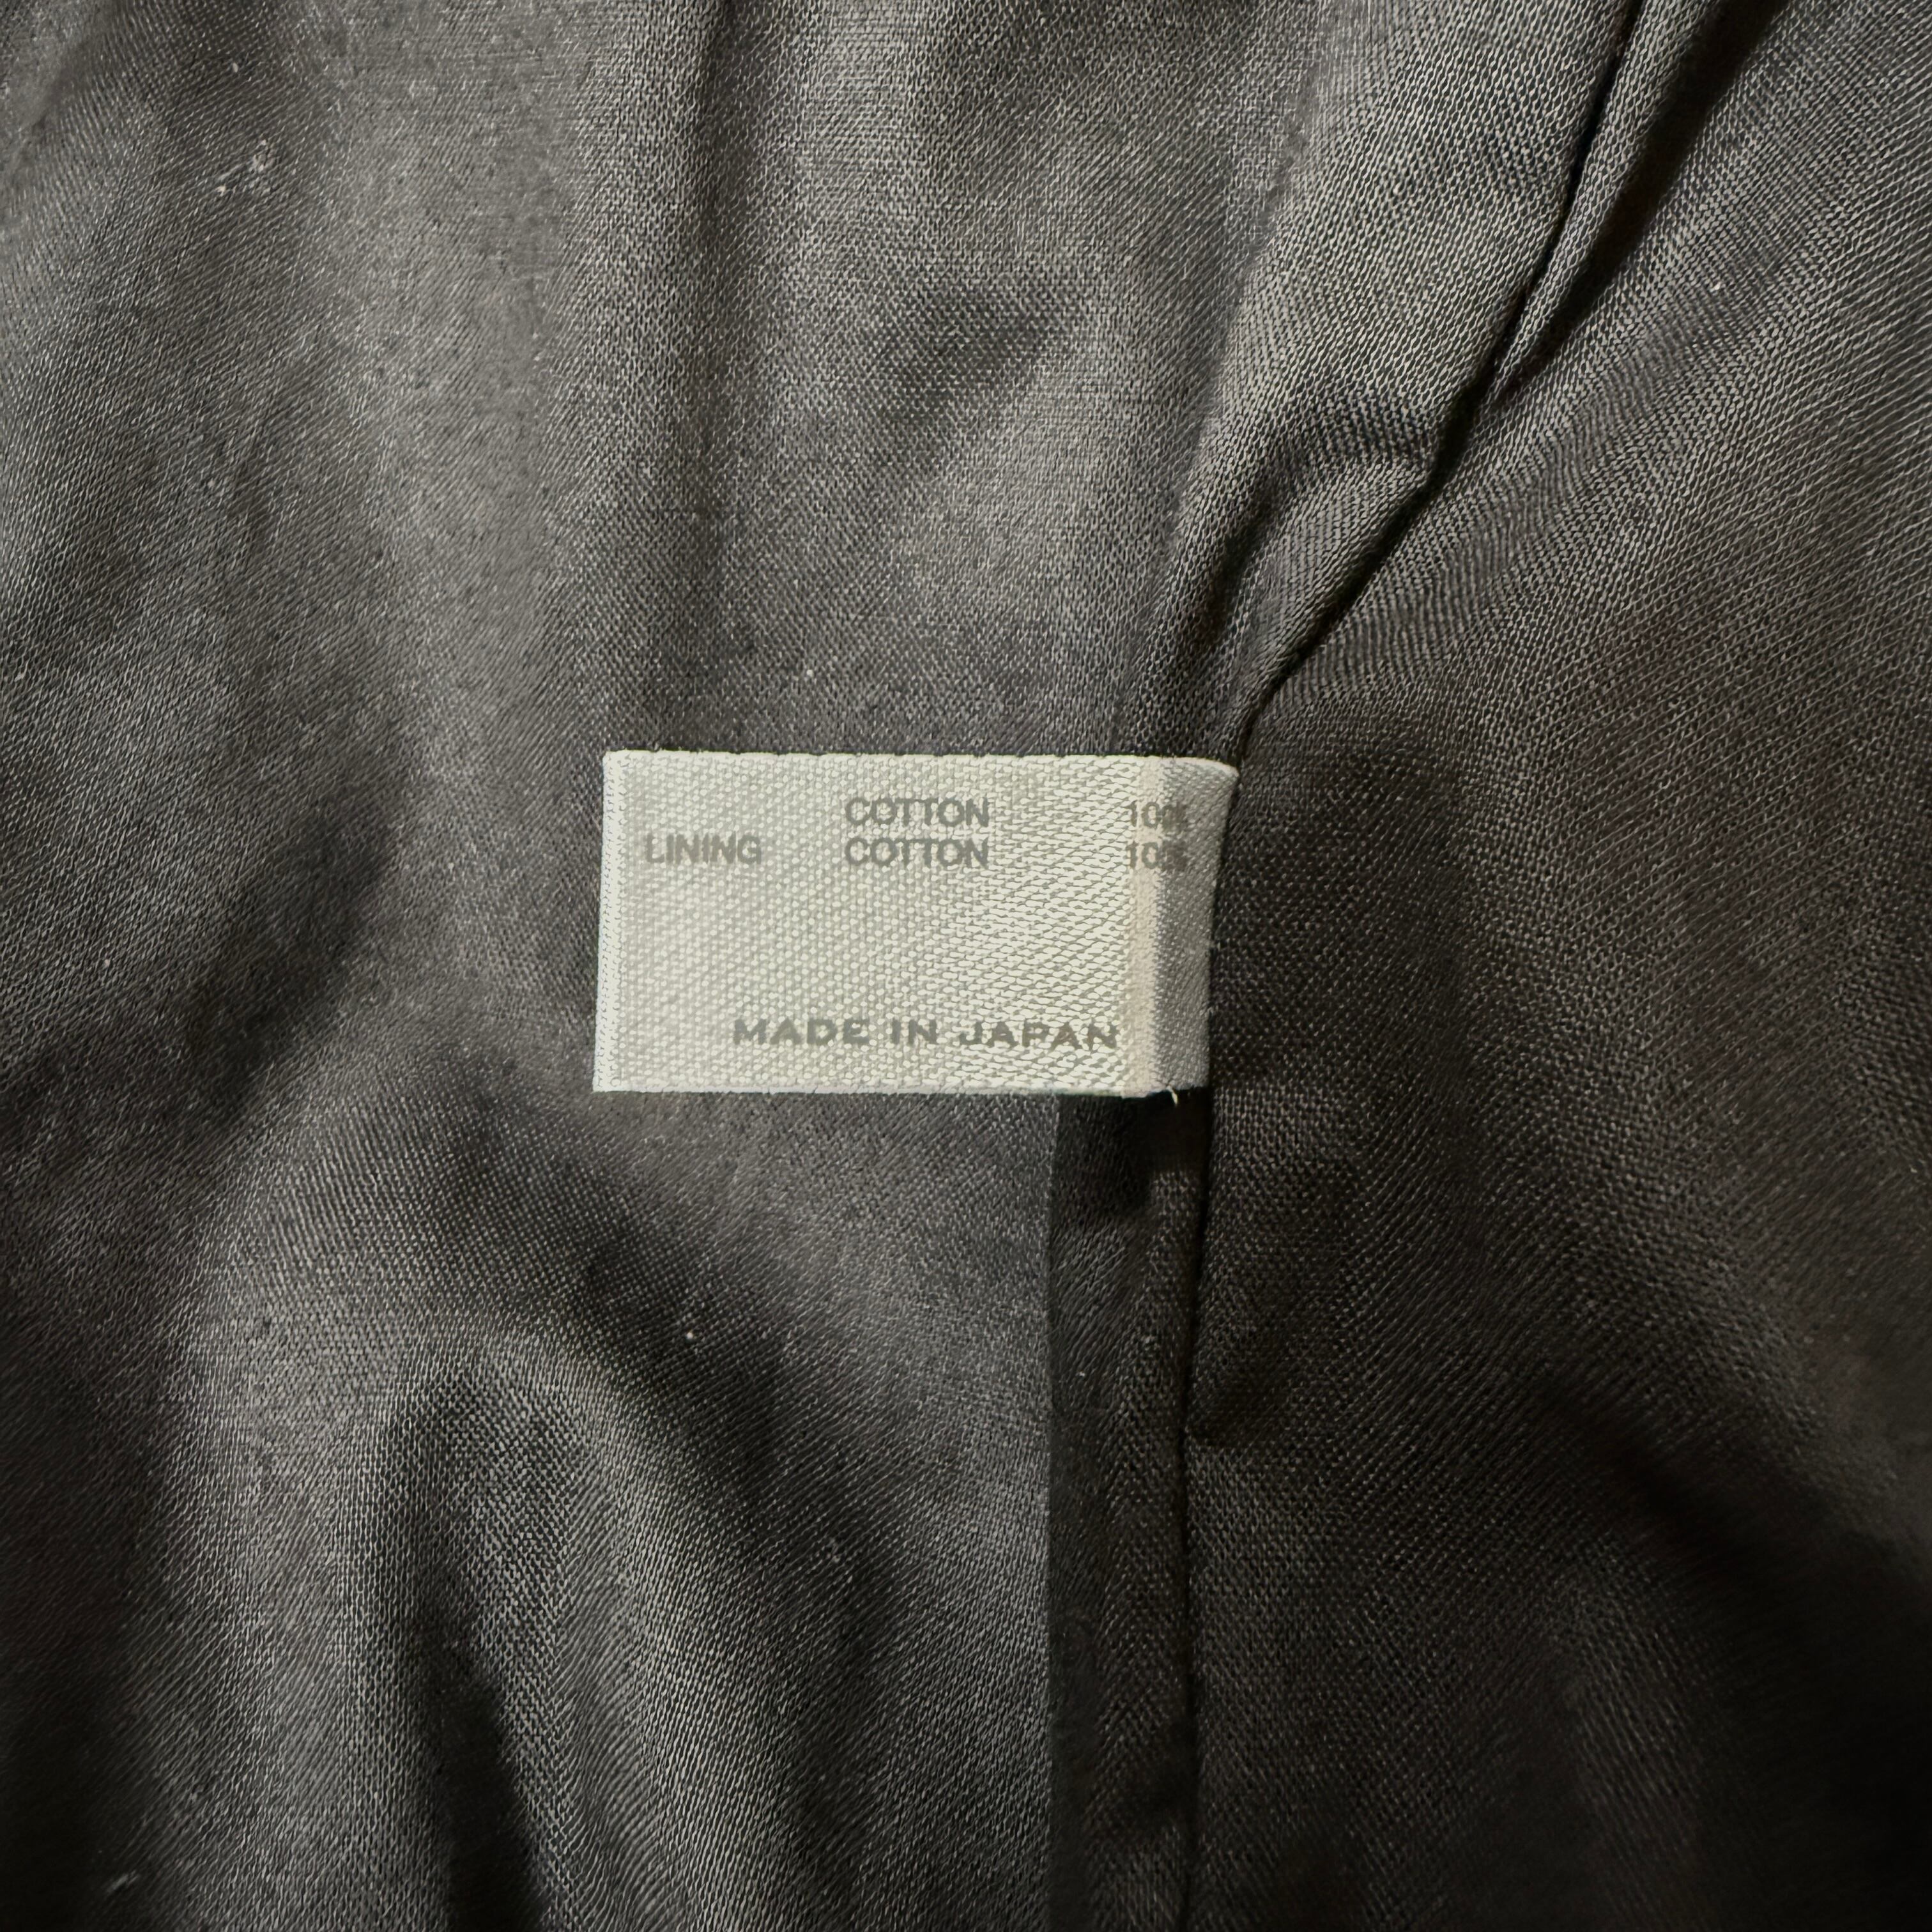 COTTON 100%
LINING COTTON 100%
MADE IN JAPAN